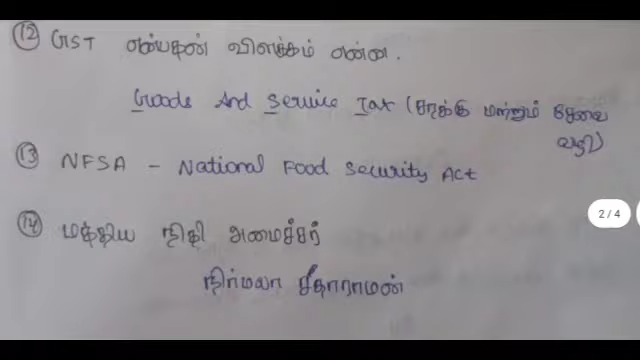 12 GST என்பதன் விளக்கம் என்ன.
Goods And Service Tax (சரக்கு மற்றும் சேவை
வழி)
13 NFSA - National Food Security Act
14 மத்திய நிதி அமைச்சர்
நிர்மலா சீதாராமன்
2/4